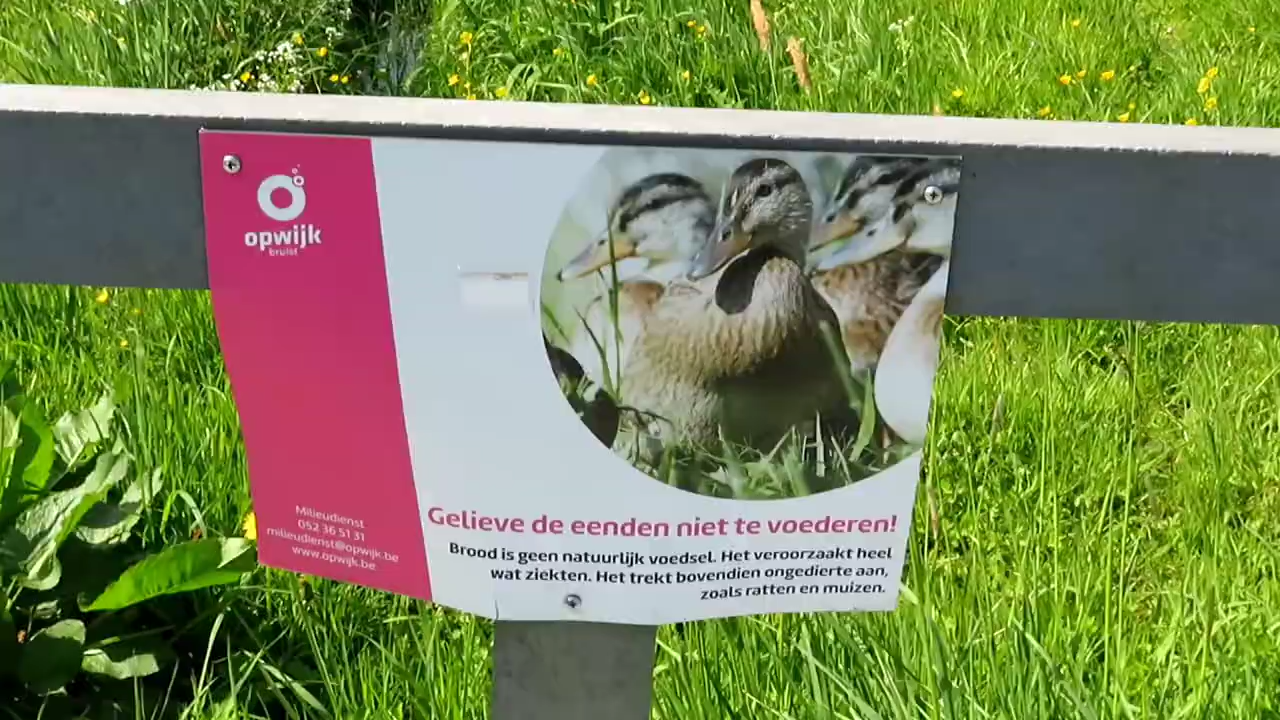 opwijk
bruist
Milieudienst
052 36 51 31
milieudienst@opwijk.be
www.opwijk.be
Gelieve de eenden niet te voederen!
Brood is geen natuurlijk voedsel. Het veroorzaakt heel
wat ziekten. Het trekt bovendien ongedierte aan,
zoals ratten en muizen.